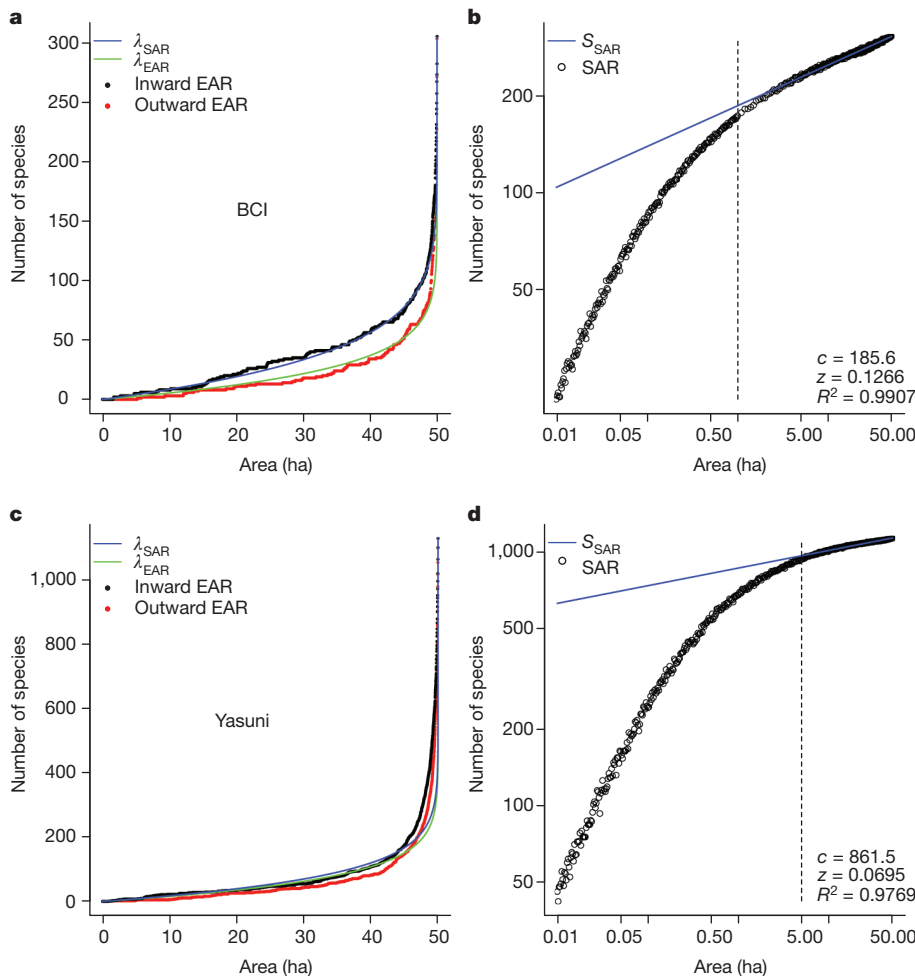 a
λSAR
λEAR
Inward EAR
Outward EAR
Number of species
300
250
200
150
100
50
0
BCI
0 10 20 30 40 50
Area (ha)
b
SSAR
SAR
Number of species
200
100
50
c = 185.6
z = 0.1266
R² = 0.9907
0.01 0.05 0.50 5.00 50.00
Area (ha)
c
λSAR
λEAR
Inward EAR
Outward EAR
Number of species
1,000
800
600
400
200
0
Yasuni
0 10 20 30 40 50
Area (ha)
d
SSAR
SAR
Number of species
1,000
500
200
100
50
c = 861.5
z = 0.0695
R² = 0.9769
0.01 0.05 0.50 5.00 50.00
Area (ha)